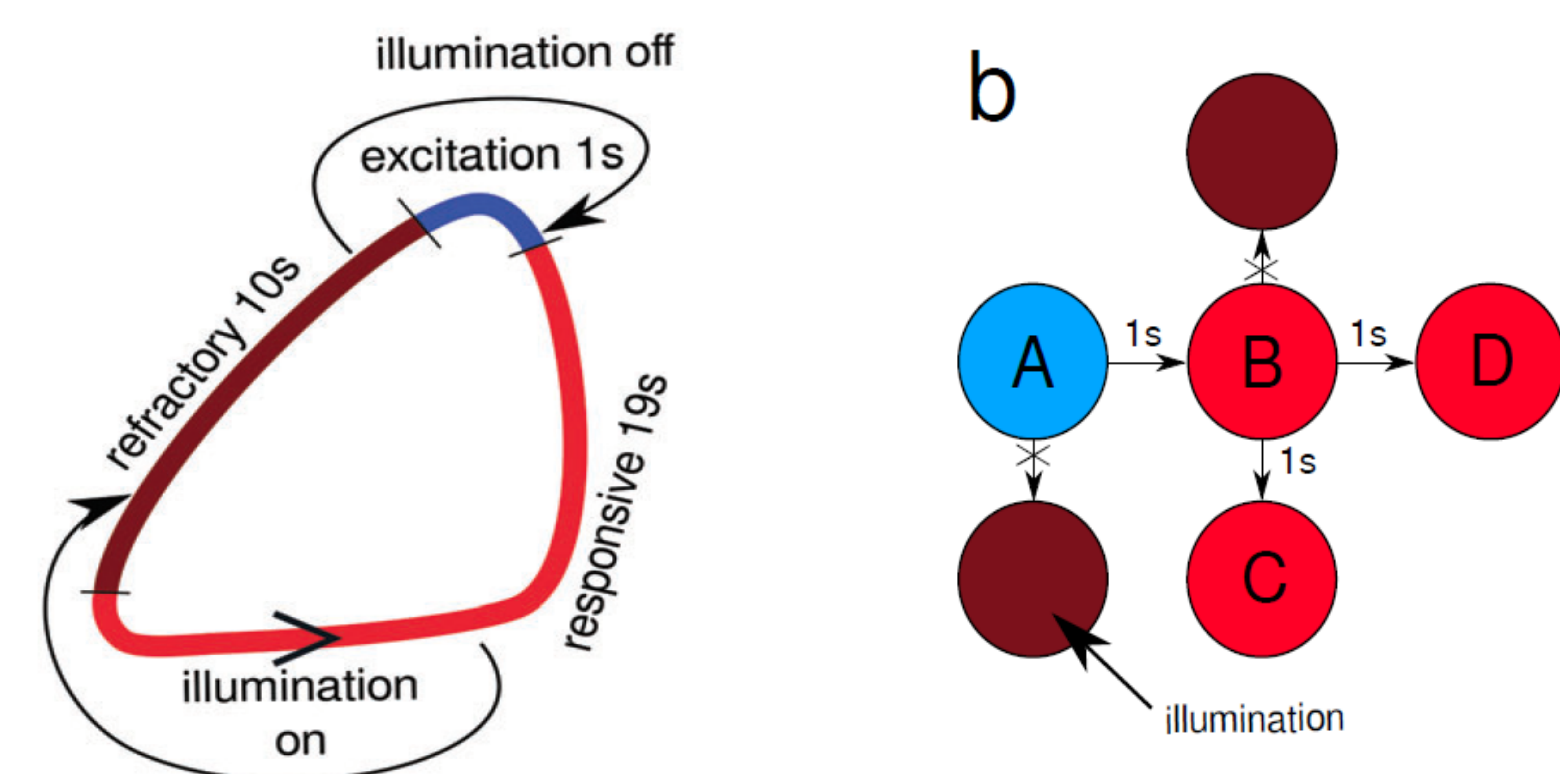 illumination off
excitation 1s
refractory 10s
responsive 19s
illumination
on
b
A
1s
B
1s
D
1s
C
illumination